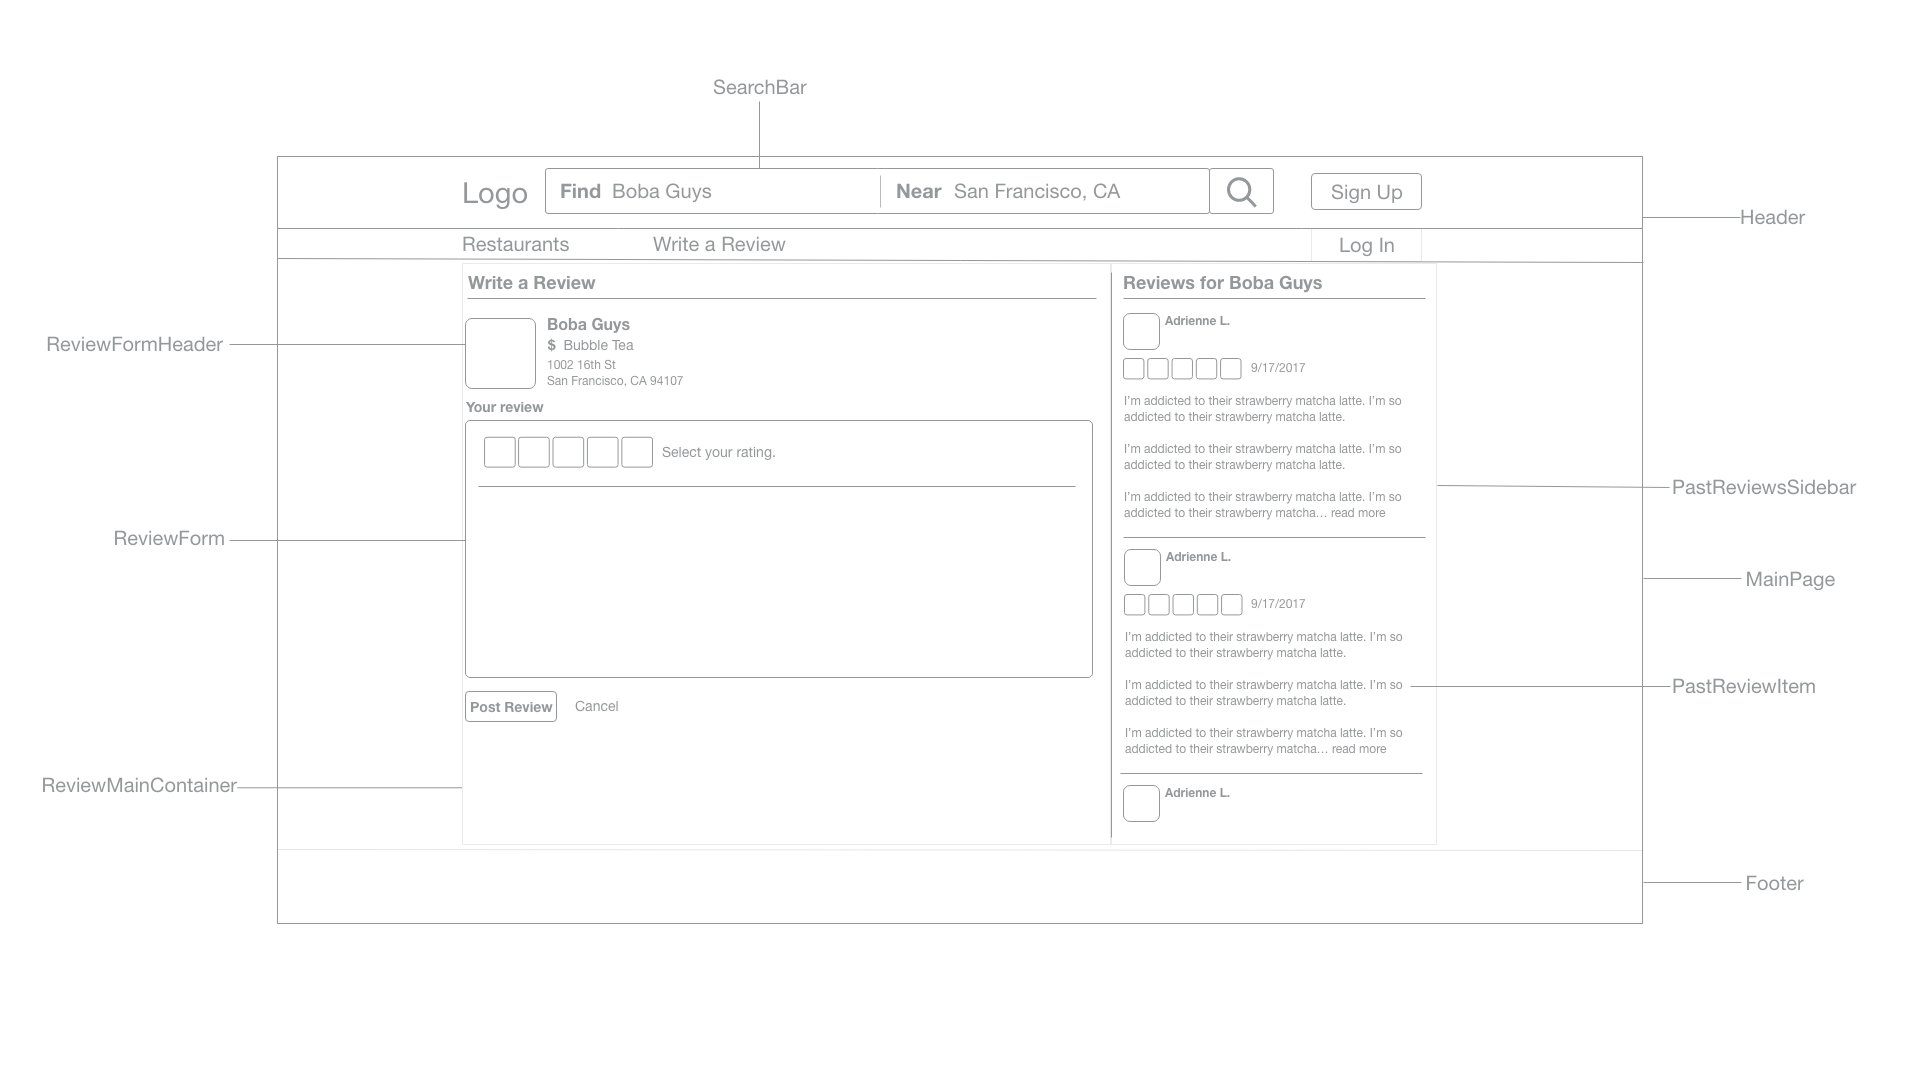 SearchBar
Logo
Find Boba Guys
Near San Francisco, CA
Sign Up
Header
Restaurants
Write a Review
Log In
Write a Review
ReviewFormHeader
Boba Guys
$ Bubble Tea
1002 16th St
San Francisco, CA 94107
Your review
Select your rating.
ReviewForm
Post Review
Cancel
ReviewMainContainer
Reviews for Boba Guys
Adrienne L.
9/17/2017
I’m addicted to their strawberry matcha latte. I’m so
addicted to their strawberry matcha latte.
I’m addicted to their strawberry matcha latte. I’m so
addicted to their strawberry matcha latte.
I’m addicted to their strawberry matcha latte. I’m so
addicted to their strawberry matcha… read more
PastReviewsSidebar
Adrienne L.
MainPage
9/17/2017
I’m addicted to their strawberry matcha latte. I’m so
addicted to their strawberry matcha latte.
I’m addicted to their strawberry matcha latte. I’m so
addicted to their strawberry matcha latte.
PastReviewItem
I’m addicted to their strawberry matcha latte. I’m so
addicted to their strawberry matcha… read more
Adrienne L.
Footer